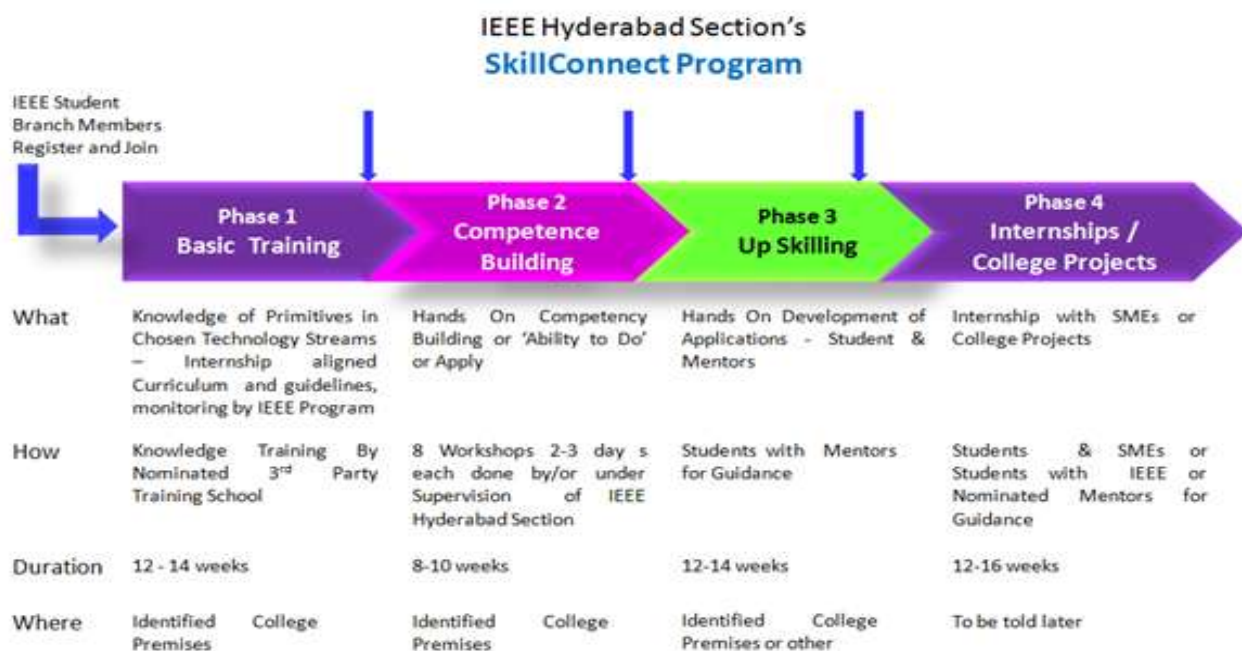 IEEE Hyderabad Section's
SkillConnect Program
IEEE Student
Branch Members
Register and Join
Phase 1
Basic Training
Phase 2
Competence
Building
Phase 3
Up Skilling
Phase 4
Internships /
College Projects
What
Knowledge of Primitives in
Chosen Technology Streams
– Internship aligned
Curriculum and guidelines,
monitoring by IEEE Program
Hands On Competency
Building or 'Ability to Do'
or Apply
Hands On Development of
Applications - Student &
Mentors
Internship with SMEs or
College Projects
How
Knowledge Training By
Nominated 3rd Party
Training School
8 Workshops 2-3 day s
each done by/or under
Supervision of IEEE
Hyderabad Section
Students with Mentors
for Guidance
Students & SMEs or
Students with IEEE or
Nominated Mentors for
Guidance
Duration
12 - 14 weeks
8-10 weeks
12-14 weeks
12-16 weeks
Where
Identified College
Premises
Identified College
Premises
Identified College
Premises or other
To be told later